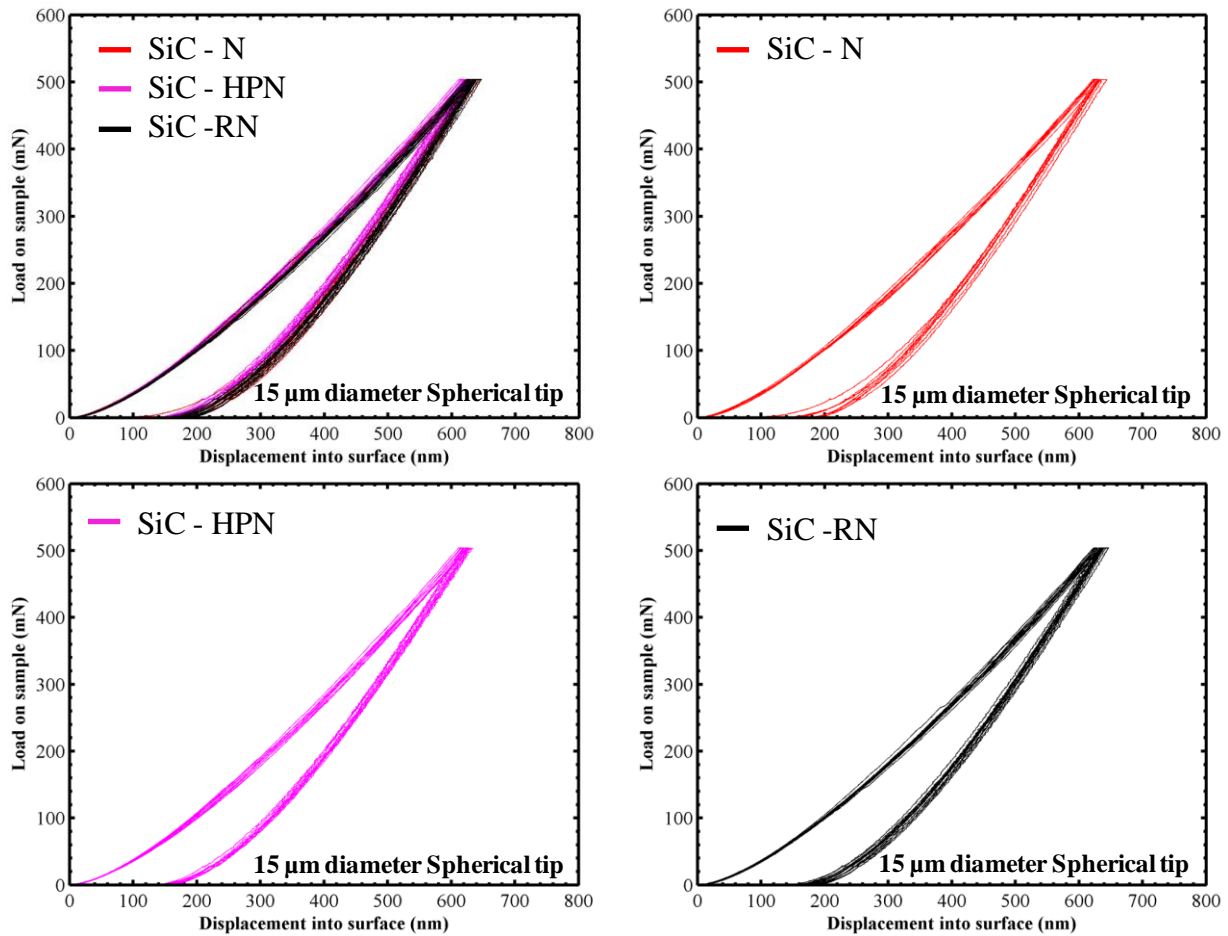 600
500
400
300
200
100
0
Load on sample (mN)
SiC - N
SiC - HPN
SiC -RN
15 µm diameter Spherical tip
0 100 200 300 400 500 600 700 800
Displacement into surface (nm)
600
500
400
300
200
100
0
Load on sample (mN)
SiC - N
15 µm diameter Spherical tip
0 100 200 300 400 500 600 700 800
Displacement into surface (nm)
600
500
400
300
200
100
0
Load on sample (mN)
SiC - HPN
15 µm diameter Spherical tip
0 100 200 300 400 500 600 700 800
Displacement into surface (nm)
600
500
400
300
200
100
0
Load on sample (mN)
SiC -RN
15 µm diameter Spherical tip
0 100 200 300 400 500 600 700 800
Displacement into surface (nm)